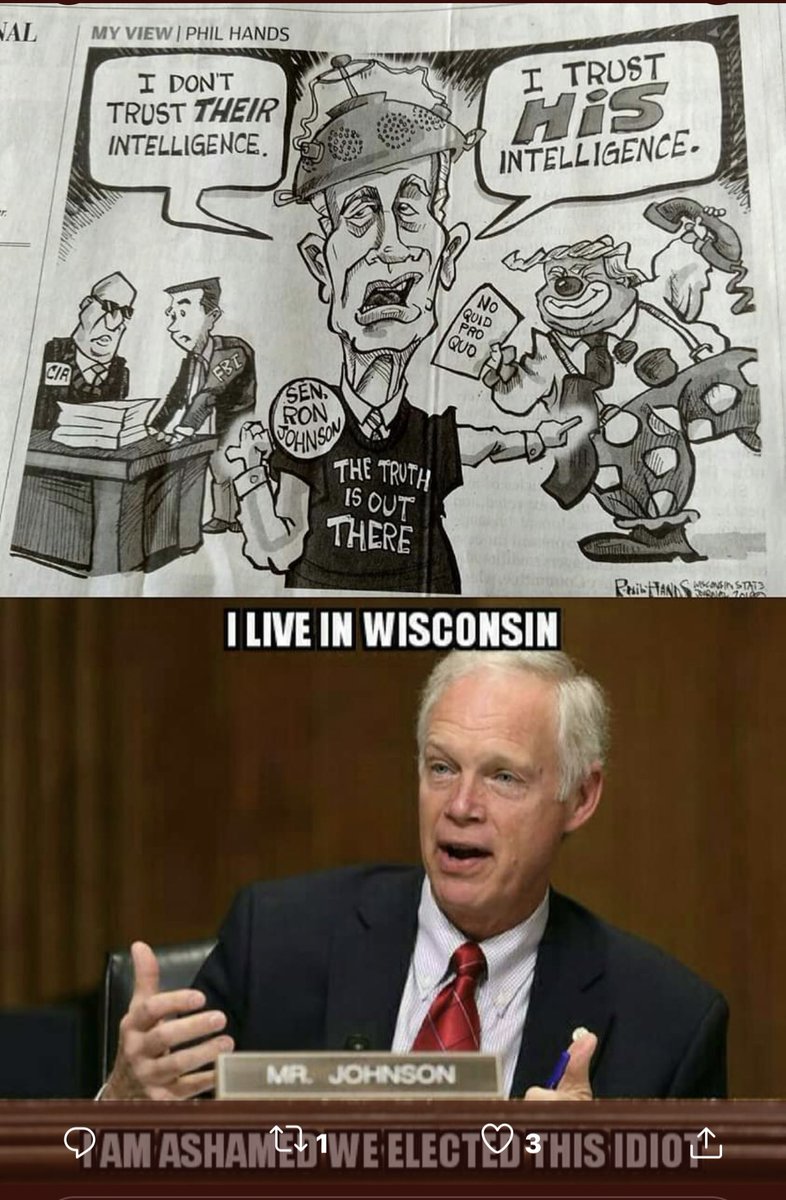 NAL
MY VIEW | PHIL HANDS
I DON'T
TRUST THEIR
INTELLIGENCE.
I TRUST
HiS
INTELLIGENCE.
NO
QUID
PRO
QUO
CIA
FBI
SEN.
RON
JOHNSON
THE TRUTH
IS OUT
THERE
PHIL HANDS
WISCONSIN STATE
JOURNAL
I LIVE IN WISCONSIN
MR. JOHNSON
I AM ASHAMED WE ELECTED THIS IDIOT
1
3